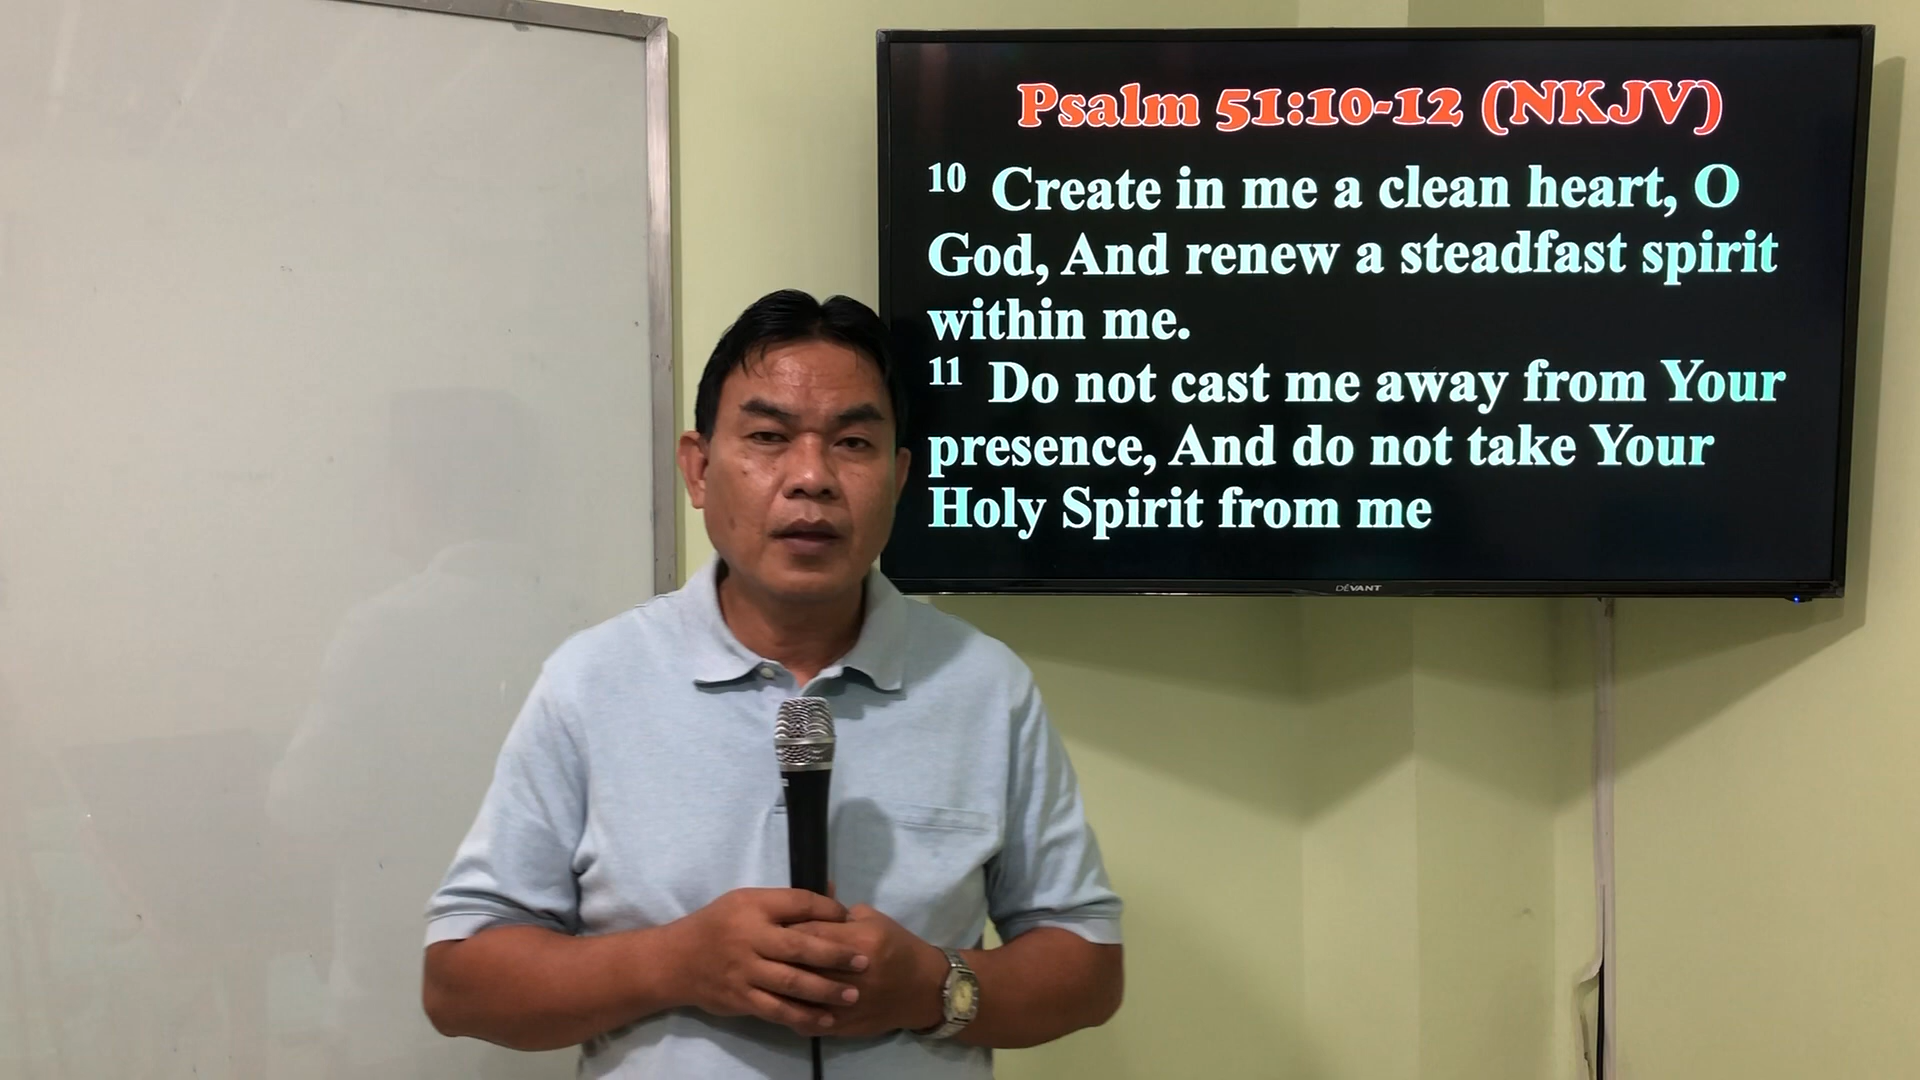 Psalm 51:10-12 (NKJV)
10 Create in me a clean heart, O
God, And renew a steadfast spirit
within me.
11 Do not cast me away from Your
presence, And do not take Your
Holy Spirit from me
DEVANT